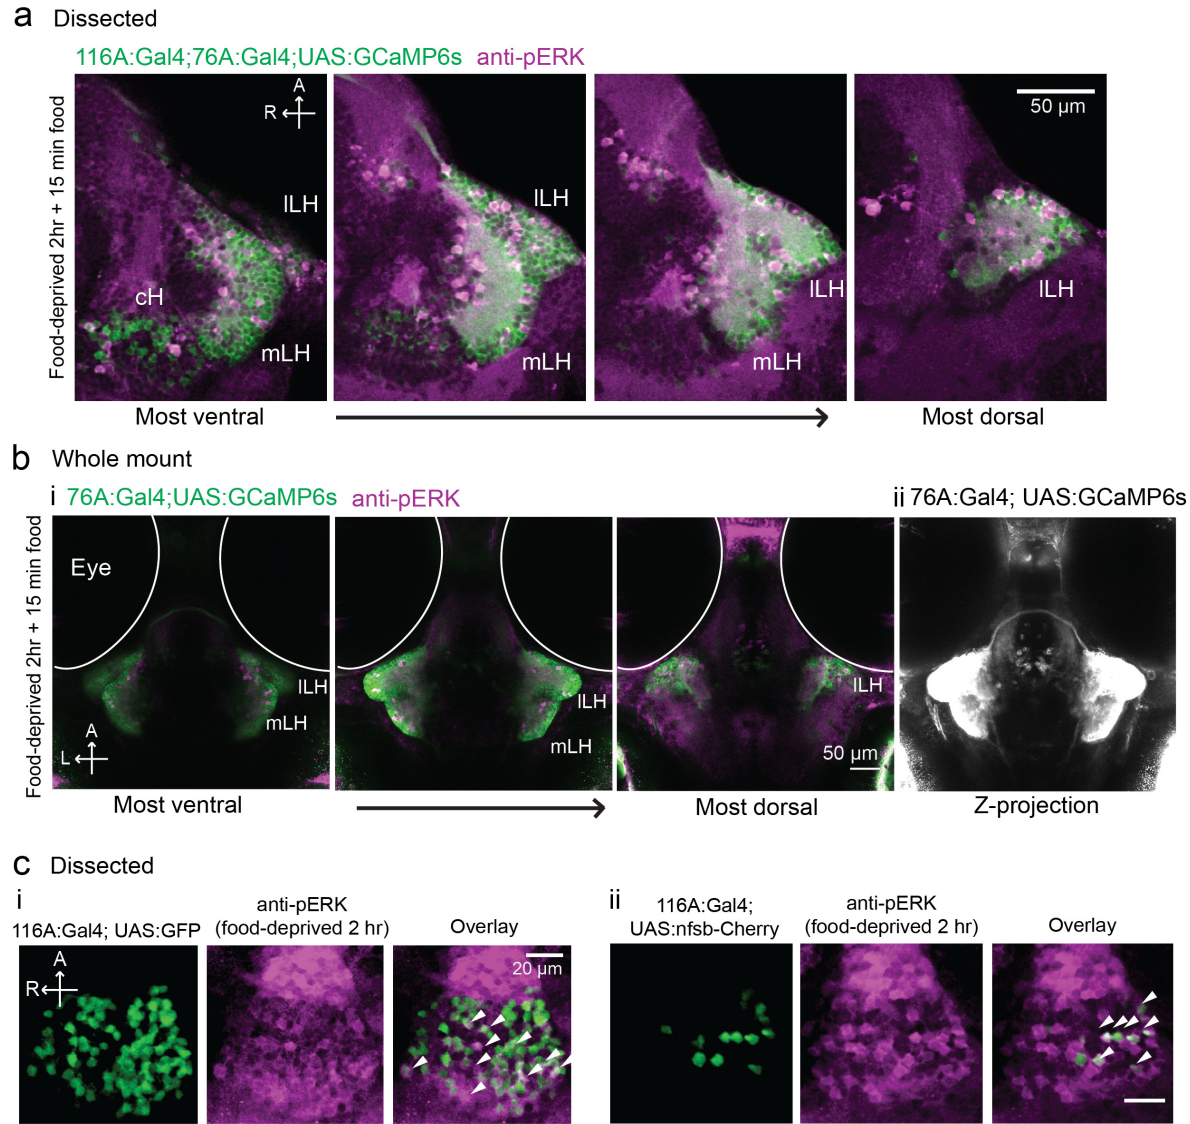 a Dissected
116A:Gal4;76A:Gal4;UAS:GCaMP6s anti-pERK
Food-deprived 2hr + 15 min food
A
R
lLH
cH
mLH
lLH
mLH
lLH
mLH
50 µm
lLH
Most ventral
Most dorsal
b Whole mount
i 76A:Gal4;UAS:GCaMP6s anti-pERK
ii 76A:Gal4; UAS:GCaMP6s
Food-deprived 2hr + 15 min food
Eye
lLH
mLH
A
L
lLH
mLH
lLH
50 µm
Most ventral
Most dorsal
Z-projection
c Dissected
i
116A:Gal4; UAS:GFP
anti-pERK
(food-deprived 2 hr)
Overlay
A
R
20 µm
ii
116A:Gal4;
UAS:nfsb-Cherry
anti-pERK
(food-deprived 2 hr)
Overlay